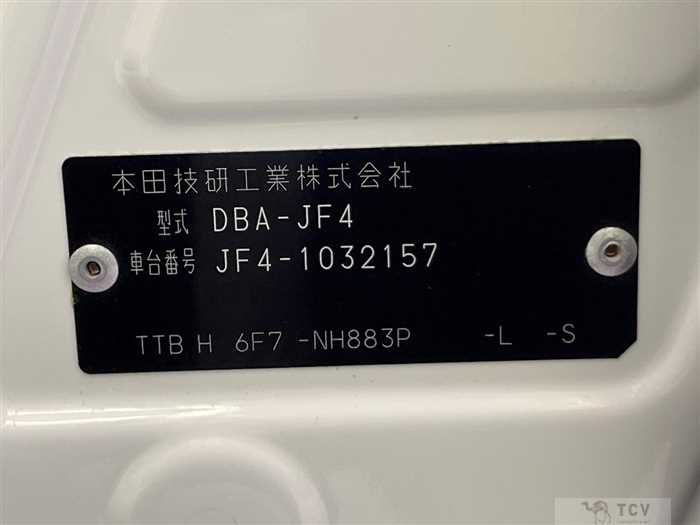 本田技研工業株式会社
型式 DBA-JF4
車台番号 JF4-1032157
TTB H 6F7 -NH883P -L -S
TCV